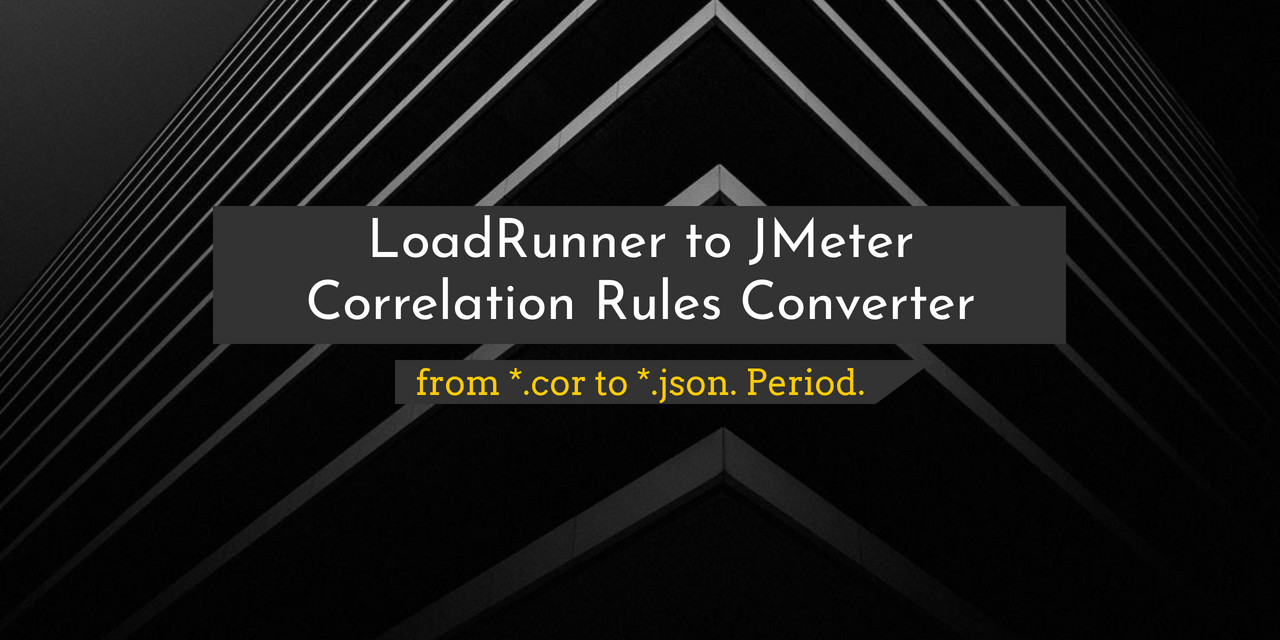 LoadRunner to JMeter
Correlation Rules Converter
from *.cor to *.json. Period.